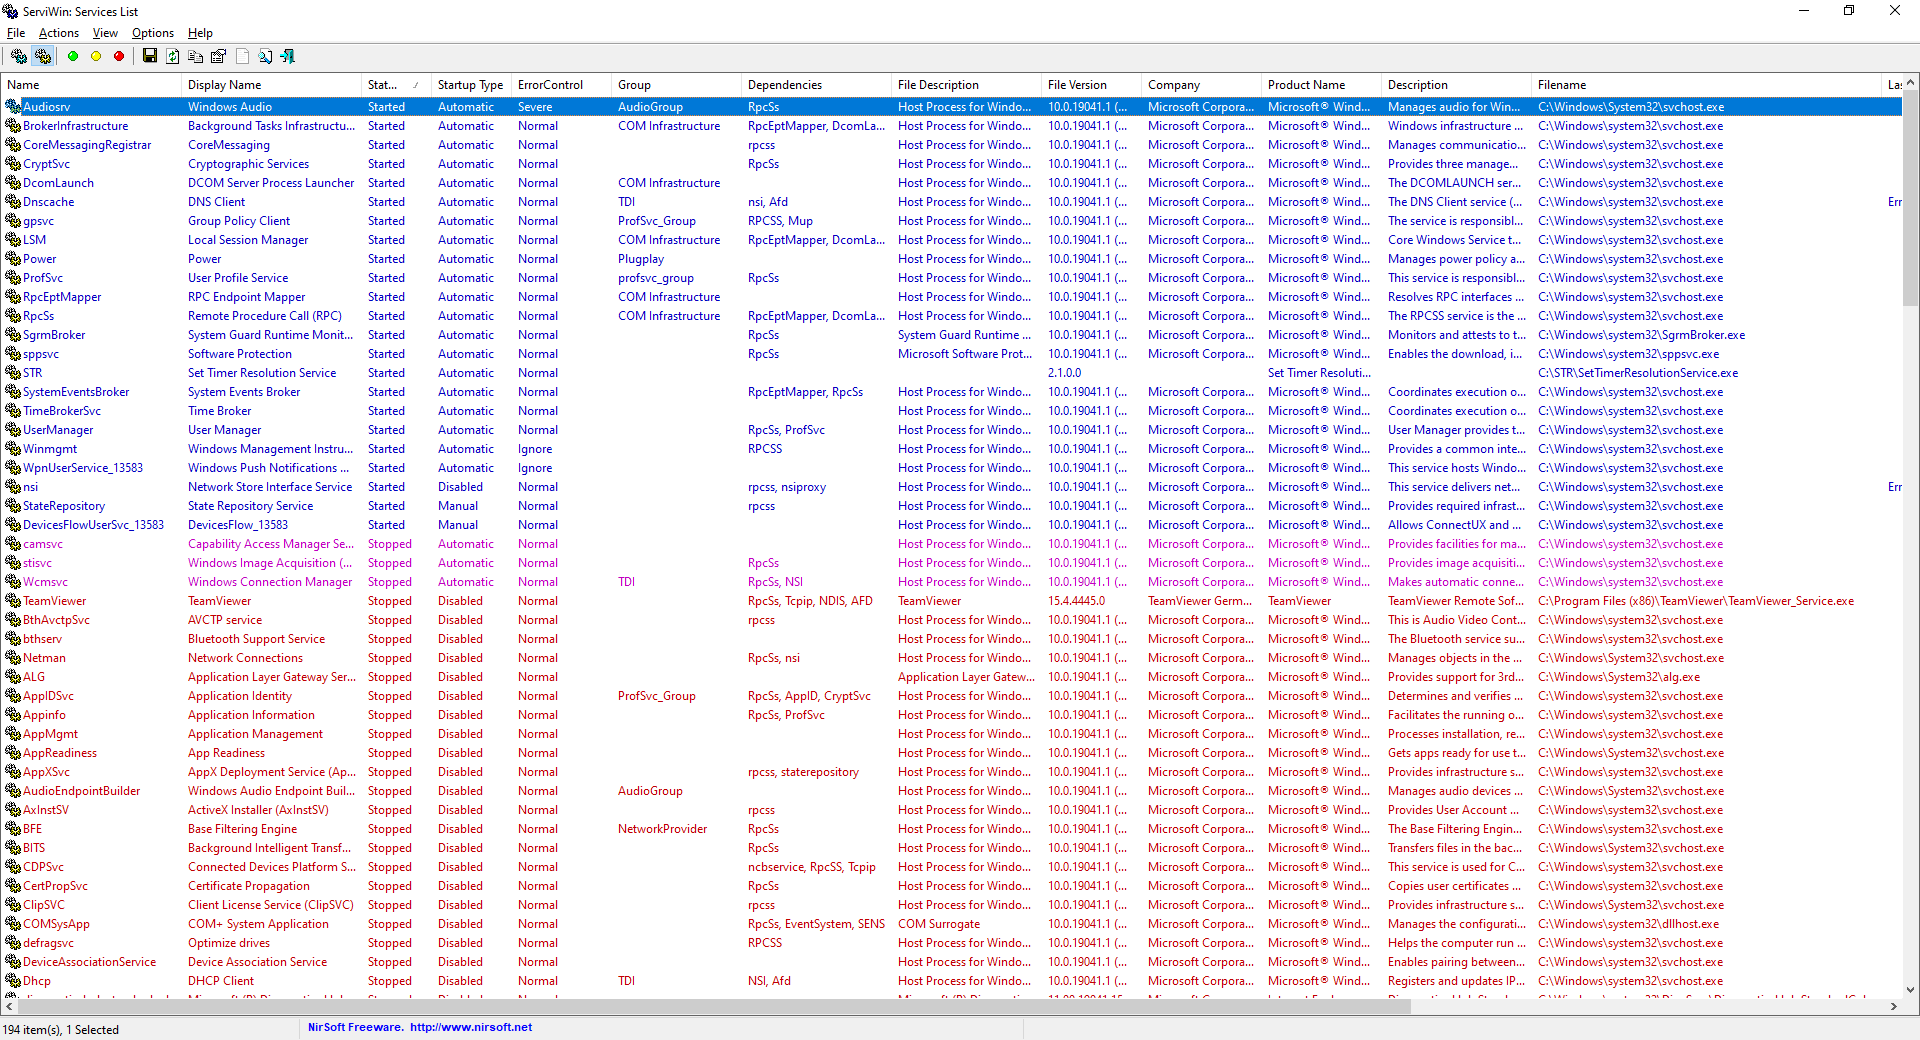 ServiWin: Services List
File Actions View Options Help
Name Display Name Stat... Startup Type ErrorControl Group Dependencies File Description File Version Company Product Name Description Filename Las
Audiosrv Windows Audio Started Automatic Severe AudioGroup RpcSs Host Process for Windo... 10.0.19041.1 (... Microsoft Corpora... Microsoft® Wind... Manages audio for Win... C:\Windows\System32\svchost.exe
BrokerInfrastructure Background Tasks Infrastructu... Started Automatic Normal COM Infrastructure RpcEptMapper, DcomLa... Host Process for Windo... 10.0.19041.1 (... Microsoft Corpora... Microsoft® Wind... Windows infrastructure ... C:\Windows\system32\svchost.exe
CoreMessagingRegistrar CoreMessaging Started Automatic Normal rpcss Host Process for Windo... 10.0.19041.1 (... Microsoft Corpora... Microsoft® Wind... Manages communicatio... C:\Windows\system32\svchost.exe
CryptSvc Cryptographic Services Started Automatic Normal RpcSs Host Process for Windo... 10.0.19041.1 (... Microsoft Corpora... Microsoft® Wind... Provides three manage... C:\Windows\system32\svchost.exe
DcomLaunch DCOM Server Process Launcher Started Automatic Normal COM Infrastructure Host Process for Windo... 10.0.19041.1 (... Microsoft Corpora... Microsoft® Wind... The DCOMLAUNCH ser... C:\Windows\system32\svchost.exe
Dnscache DNS Client Started Automatic Normal TDI nsi, Afd Host Process for Windo... 10.0.19041.1 (... Microsoft Corpora... Microsoft® Wind... The DNS Client service (... C:\Windows\system32\svchost.exe Err
gpsvc Group Policy Client Started Automatic Normal ProfSvc_Group RPCSS, Mup Host Process for Windo... 10.0.19041.1 (... Microsoft Corpora... Microsoft® Wind... The service is responsibl... C:\Windows\system32\svchost.exe
LSM Local Session Manager Started Automatic Normal COM Infrastructure RpcEptMapper, DcomLa... Host Process for Windo... 10.0.19041.1 (... Microsoft Corpora... Microsoft® Wind... Core Windows Service t... C:\Windows\system32\svchost.exe
Power Power Started Automatic Normal Plugplay Host Process for Windo... 10.0.19041.1 (... Microsoft Corpora... Microsoft® Wind... Manages power policy a... C:\Windows\system32\svchost.exe
ProfSvc User Profile Service Started Automatic Normal profsvc_group RpcSs Host Process for Windo... 10.0.19041.1 (... Microsoft Corpora... Microsoft® Wind... This service is responsibl... C:\Windows\system32\svchost.exe
RpcEptMapper RPC Endpoint Mapper Started Automatic Normal COM Infrastructure Host Process for Windo... 10.0.19041.1 (... Microsoft Corpora... Microsoft® Wind... Resolves RPC interfaces ... C:\Windows\system32\svchost.exe
RpcSs Remote Procedure Call (RPC) Started Automatic Normal COM Infrastructure RpcEptMapper, DcomLa... Host Process for Windo... 10.0.19041.1 (... Microsoft Corpora... Microsoft® Wind... The RPCSS service is the ... C:\Windows\system32\svchost.exe
SgrmBroker System Guard Runtime Monit... Started Automatic Normal RpcSs System Guard Runtime ... 10.0.19041.1 (... Microsoft Corpora... Microsoft® Wind... Monitors and attests to t... C:\Windows\system32\SgrmBroker.exe
sppsvc Software Protection Started Automatic Normal RpcSs Microsoft Software Prot... 10.0.19041.1 (... Microsoft Corpora... Microsoft® Wind... Enables the download, i... C:\Windows\system32\sppsvc.exe
STR Set Timer Resolution Service Started Automatic Normal 2.1.0.0 Set Timer Resoluti... C:\STR\SetTimerResolutionService.exe
SystemEventsBroker System Events Broker Started Automatic Normal RpcEptMapper, RpcSs Host Process for Windo... 10.0.19041.1 (... Microsoft Corpora... Microsoft® Wind... Coordinates execution o... C:\Windows\system32\svchost.exe
TimeBrokerSvc Time Broker Started Automatic Normal Host Process for Windo... 10.0.19041.1 (... Microsoft Corpora... Microsoft® Wind... Coordinates execution o... C:\Windows\system32\svchost.exe
UserManager User Manager Started Automatic Normal RpcSs, ProfSvc Host Process for Windo... 10.0.19041.1 (... Microsoft Corpora... Microsoft® Wind... User Manager provides t... C:\Windows\system32\svchost.exe
Winmgmt Windows Management Instru... Started Automatic Ignore RPCSS Host Process for Windo... 10.0.19041.1 (... Microsoft Corpora... Microsoft® Wind... Provides a common inte... C:\Windows\system32\svchost.exe
WpnUserService_13583 Windows Push Notifications ... Started Automatic Ignore Host Process for Windo... 10.0.19041.1 (... Microsoft Corpora... Microsoft® Wind... This service hosts Windo... C:\Windows\system32\svchost.exe
nsi Network Store Interface Service Started Disabled Normal rpcss, nsiproxy Host Process for Windo... 10.0.19041.1 (... Microsoft Corpora... Microsoft® Wind... This service delivers net... C:\Windows\system32\svchost.exe Err
StateRepository State Repository Service Started Manual Normal rpcss Host Process for Windo... 10.0.19041.1 (... Microsoft Corpora... Microsoft® Wind... Provides required infrast... C:\Windows\system32\svchost.exe
DevicesFlowUserSvc_13583 DevicesFlow_13583 Started Manual Normal Host Process for Windo... 10.0.19041.1 (... Microsoft Corpora... Microsoft® Wind... Allows ConnectUX and ... C:\Windows\system32\svchost.exe
camsvc Capability Access Manager Se... Stopped Automatic Normal Host Process for Windo... 10.0.19041.1 (... Microsoft Corpora... Microsoft® Wind... Provides facilities for ma... C:\Windows\system32\svchost.exe
stisvc Windows Image Acquisition (... Stopped Automatic Normal RpcSs Host Process for Windo... 10.0.19041.1 (... Microsoft Corpora... Microsoft® Wind... Provides image acquisiti... C:\Windows\system32\svchost.exe
Wcmsvc Windows Connection Manager Stopped Automatic Normal TDI RpcSs, NSI Host Process for Windo... 10.0.19041.1 (... Microsoft Corpora... Microsoft® Wind... Makes automatic conne... C:\Windows\system32\svchost.exe
TeamViewer TeamViewer Stopped Disabled Normal RpcSs, Tcpip, NDIS, AFD TeamViewer 15.4.4445.0 TeamViewer Germ... TeamViewer TeamViewer Remote Sof... C:\Program Files (x86)\TeamViewer\TeamViewer_Service.exe
BthAvctpSvc AVCTP service Stopped Disabled Normal rpcss Host Process for Windo... 10.0.19041.1 (... Microsoft Corpora... Microsoft® Wind... This is Audio Video Cont... C:\Windows\system32\svchost.exe
bthserv Bluetooth Support Service Stopped Disabled Normal Host Process for Windo... 10.0.19041.1 (... Microsoft Corpora... Microsoft® Wind... The Bluetooth service su... C:\Windows\system32\svchost.exe
Netman Network Connections Stopped Disabled Normal RpcSs, nsi Host Process for Windo... 10.0.19041.1 (... Microsoft Corpora... Microsoft® Wind... Manages objects in the ... C:\Windows\System32\svchost.exe
ALG Application Layer Gateway Ser... Stopped Disabled Normal Application Layer Gatew... 10.0.19041.1 (... Microsoft Corpora... Microsoft® Wind... Provides support for 3rd... C:\Windows\System32\alg.exe
AppIDSvc Application Identity Stopped Disabled Normal ProfSvc_Group RpcSs, AppID, CryptSvc Host Process for Windo... 10.0.19041.1 (... Microsoft Corpora... Microsoft® Wind... Determines and verifies ... C:\Windows\system32\svchost.exe
Appinfo Application Information Stopped Disabled Normal RpcSs, ProfSvc Host Process for Windo... 10.0.19041.1 (... Microsoft Corpora... Microsoft® Wind... Facilitates the running o... C:\Windows\system32\svchost.exe
AppMgmt Application Management Stopped Disabled Normal Host Process for Windo... 10.0.19041.1 (... Microsoft Corpora... Microsoft® Wind... Processes installation, re... C:\Windows\system32\svchost.exe
AppReadiness App Readiness Stopped Disabled Normal Host Process for Windo... 10.0.19041.1 (... Microsoft Corpora... Microsoft® Wind... Gets apps ready for use t... C:\Windows\System32\svchost.exe
AppXSvc AppX Deployment Service (Ap... Stopped Disabled Normal rpcss, staterepository Host Process for Windo... 10.0.19041.1 (... Microsoft Corpora... Microsoft® Wind... Provides infrastructure s... C:\Windows\system32\svchost.exe
AudioEndpointBuilder Windows Audio Endpoint Buil... Stopped Disabled Normal AudioGroup Host Process for Windo... 10.0.19041.1 (... Microsoft Corpora... Microsoft® Wind... Manages audio devices ... C:\Windows\System32\svchost.exe
AxInstSV ActiveX Installer (AxInstSV) Stopped Disabled Normal rpcss Host Process for Windo... 10.0.19041.1 (... Microsoft Corpora... Microsoft® Wind... Provides User Account ... C:\Windows\system32\svchost.exe
BFE Base Filtering Engine Stopped Disabled Normal NetworkProvider RpcSs Host Process for Windo... 10.0.19041.1 (... Microsoft Corpora... Microsoft® Wind... The Base Filtering Engin... C:\Windows\system32\svchost.exe
BITS Background Intelligent Transf... Stopped Disabled Normal RpcSs Host Process for Windo... 10.0.19041.1 (... Microsoft Corpora... Microsoft® Wind... Transfers files in the bac... C:\Windows\System32\svchost.exe
CDPSvc Connected Devices Platform S... Stopped Disabled Normal ncbservice, RpcSS, Tcpip Host Process for Windo... 10.0.19041.1 (... Microsoft Corpora... Microsoft® Wind... This service is used for C... C:\Windows\system32\svchost.exe
CertPropSvc Certificate Propagation Stopped Disabled Normal RpcSs Host Process for Windo... 10.0.19041.1 (... Microsoft Corpora... Microsoft® Wind... Copies user certificates ... C:\Windows\system32\svchost.exe
ClipSVC Client License Service (ClipSVC) Stopped Disabled Normal rpcss Host Process for Windo... 10.0.19041.1 (... Microsoft Corpora... Microsoft® Wind... Provides infrastructure s... C:\Windows\System32\svchost.exe
COMSysApp COM+ System Application Stopped Disabled Normal RpcSs, EventSystem, SENS COM Surrogate 10.0.19041.1 (... Microsoft Corpora... Microsoft® Wind... Manages the configurati... C:\Windows\system32\dllhost.exe
defragsvc Optimize drives Stopped Disabled Normal RPCSS Host Process for Windo... 10.0.19041.1 (... Microsoft Corpora... Microsoft® Wind... Helps the computer run ... C:\Windows\system32\svchost.exe
DeviceAssociationService Device Association Service Stopped Disabled Normal Host Process for Windo... 10.0.19041.1 (... Microsoft Corpora... Microsoft® Wind... Enables pairing between... C:\Windows\system32\svchost.exe
Dhcp DHCP Client Stopped Disabled Normal TDI NSI, Afd Host Process for Windo... 10.0.19041.1 (... Microsoft Corpora... Microsoft® Wind... Registers and updates IP... C:\Windows\system32\svchost.exe
194 item(s), 1 Selected NirSoft Freeware. http://www.nirsoft.net